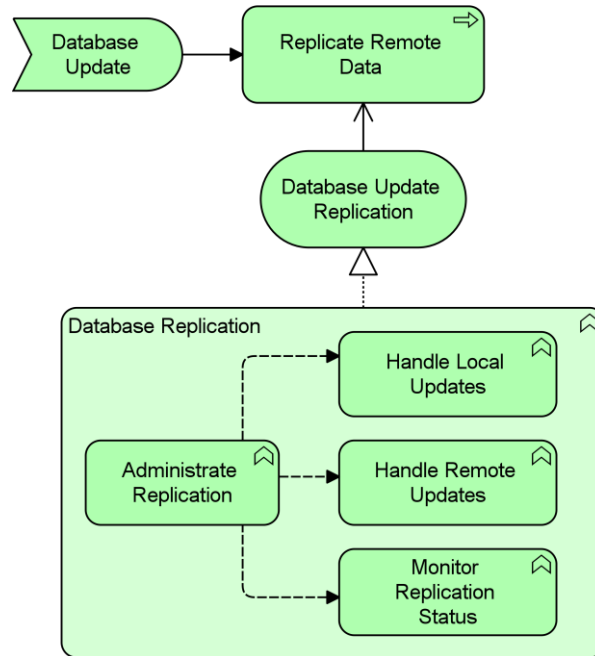 Database
Update
Replicate Remote
Data
Database Update
Replication
Database Replication
Handle Local
Updates
Administrate
Replication
Handle Remote
Updates
Monitor
Replication
Status